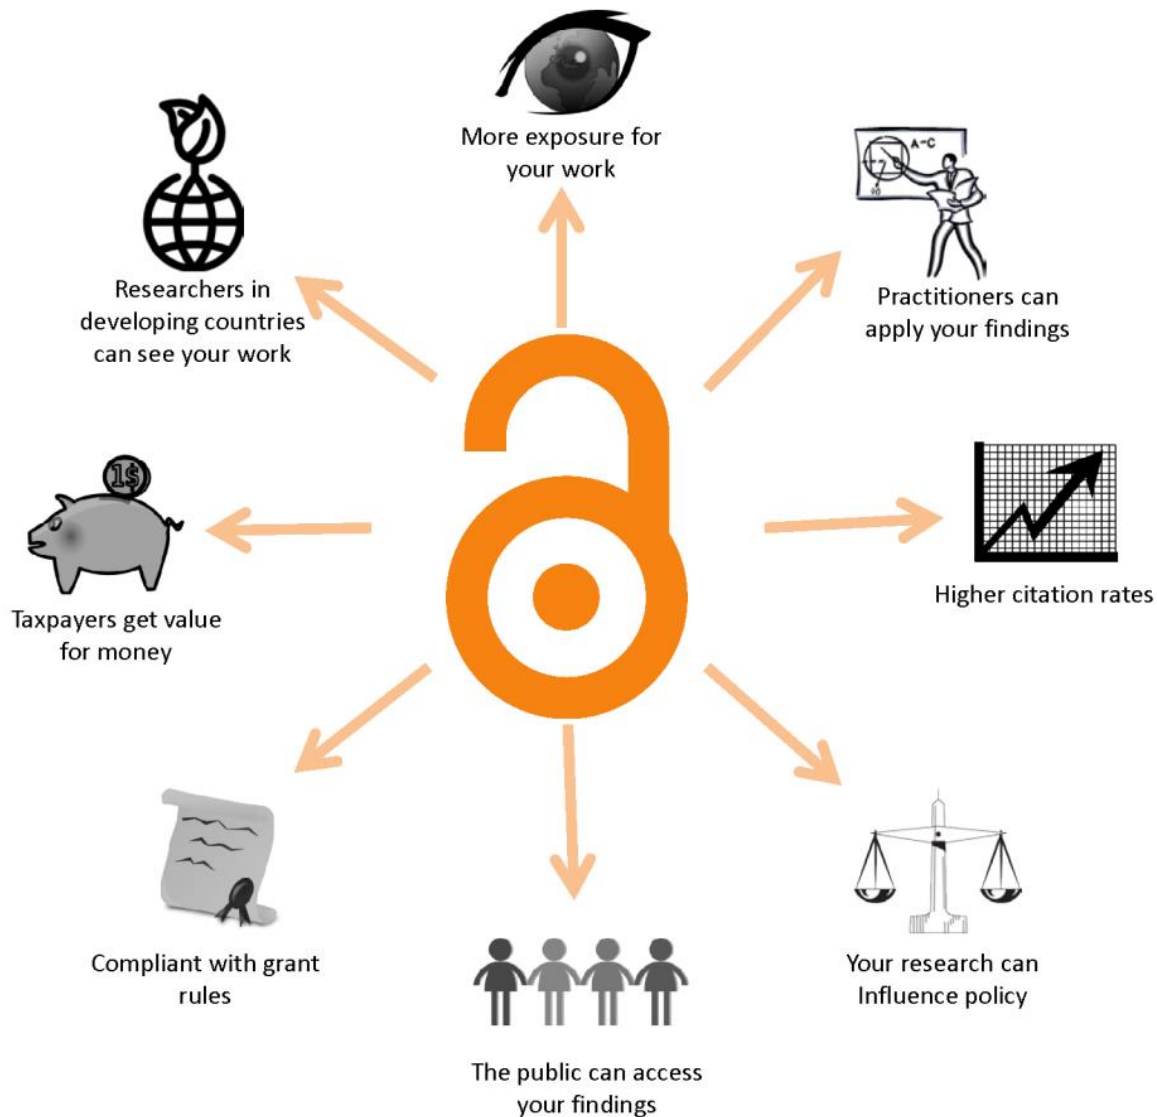 More exposure for
your work
A-C
90
Practitioners can
apply your findings
Researchers in
developing countries
can see your work
1$
Higher citation rates
Taxpayers get value
for money
Compliant with grant
rules
Your research can
Influence policy
The public can access
your findings